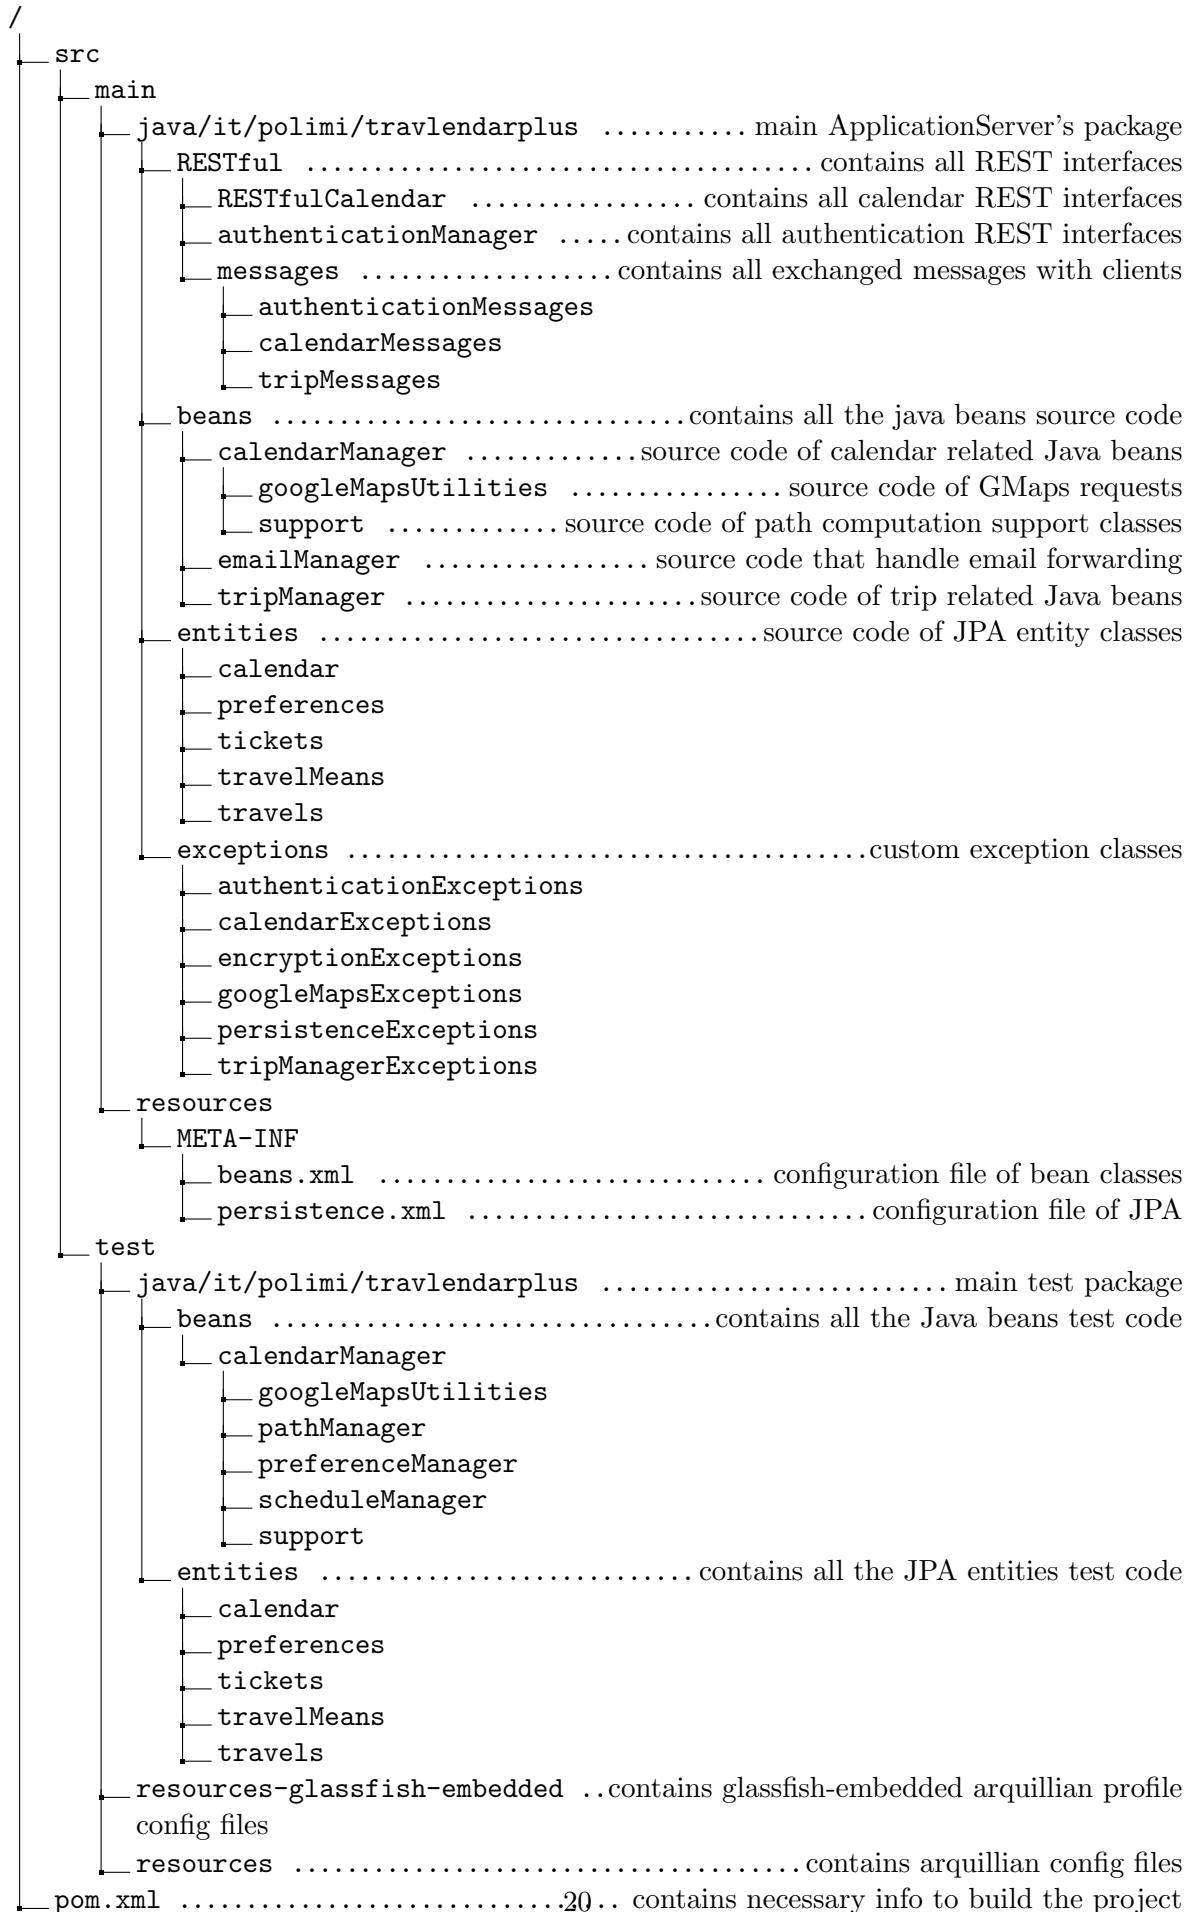 /
src
main
java/it/polimi/travlendarplus ........... main ApplicationServer's package
RESTful ...................................... contains all REST interfaces
RESTfulCalendar ................. contains all calendar REST interfaces
authenticationManager ..... contains all authentication REST interfaces
messages ................... contains all exchanged messages with clients
authenticationMessages
calendarMessages
tripMessages
beans ............................... contains all the java beans source code
calendarManager ............. source code of calendar related Java beans
googleMapsUtilities ................ source code of GMaps requests
support ............. source code of path computation support classes
emailManager ................. source code that handle email forwarding
tripManager ...................... source code of trip related Java beans
entities ................................. source code of JPA entity classes
calendar
preferences
tickets
travelMeans
travels
exceptions ....................................... custom exception classes
authenticationExceptions
calendarExceptions
encryptionExceptions
googleMapsExceptions
persistenceExceptions
tripManagerExceptions
resources
META-INF
beans.xml ............................. configuration file of bean classes
persistence.xml .............................. configuration file of JPA
test
java/it/polimi/travlendarplus .......................... main test package
beans ................................. contains all the Java beans test code
calendarManager
googleMapsUtilities
pathManager
preferenceManager
scheduleManager
support
entities ............................ contains all the JPA entities test code
calendar
preferences
tickets
travelMeans
travels
resources-glassfish-embedded .. contains glassfish-embedded arquillian profile
config files
resources ...................................... contains arquillian config files
pom.xml ................................. contains necessary info to build the project
20